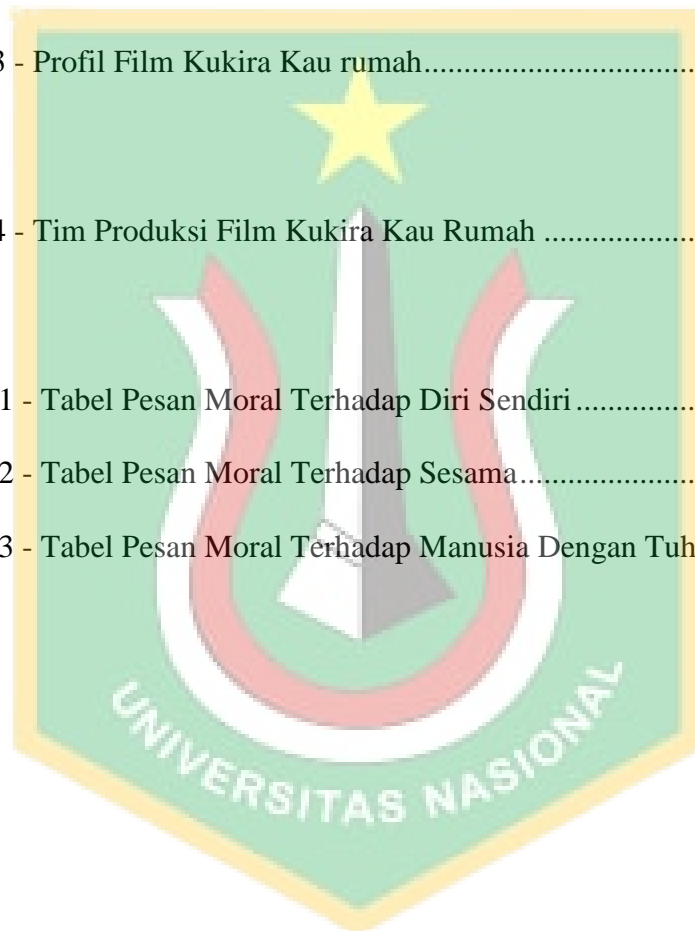 3 - Profil Film Kukira Kau rumah...................................
4 - Tim Produksi Film Kukira Kau Rumah ....................
1 - Tabel Pesan Moral Terhadap Diri Sendiri................
2 - Tabel Pesan Moral Terhadap Sesama.......................
3 - Tabel Pesan Moral Terhadap Manusia Dengan Tuh
UNIVERSITAS NASIONAL